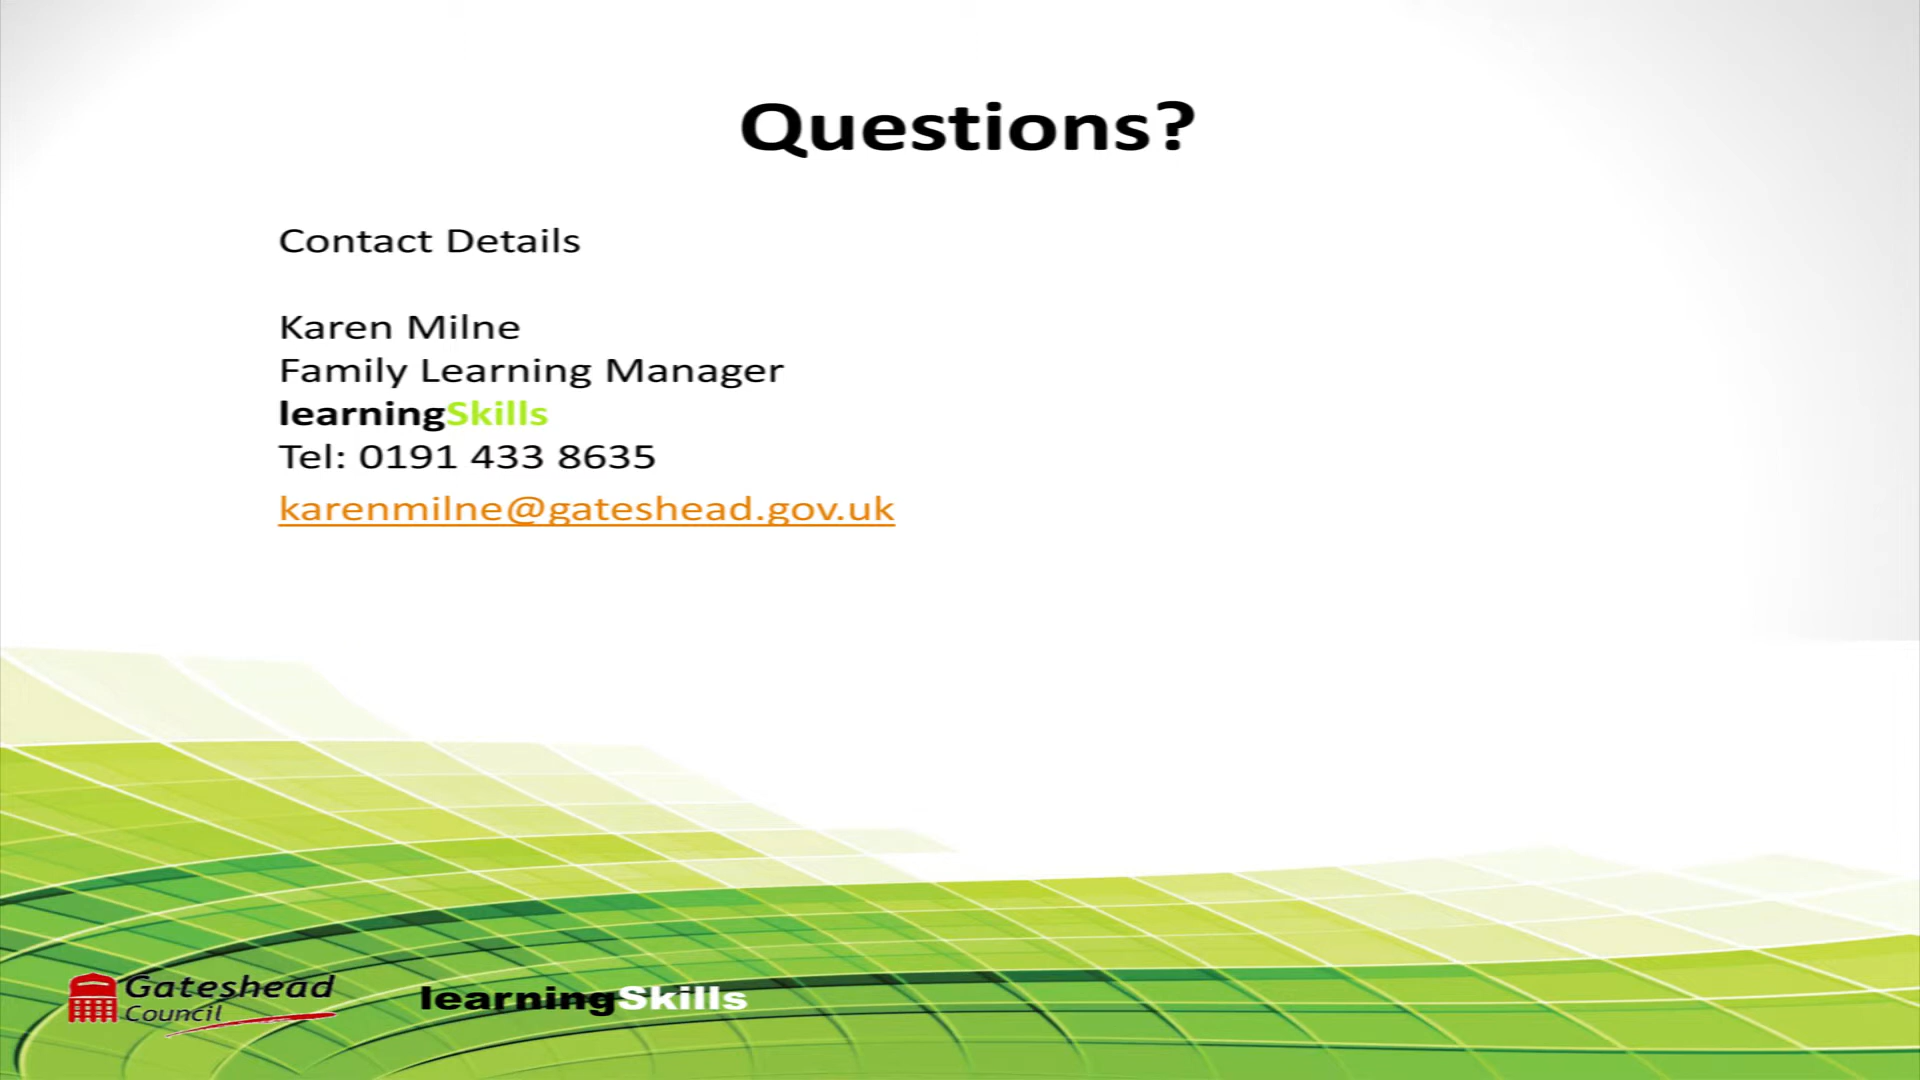 Questions?
Contact Details
Karen Milne
Family Learning Manager
learningSkills
Tel: 0191 433 8635
karenmilne@gateshead.gov.uk
Gateshead
Council
learningSkills